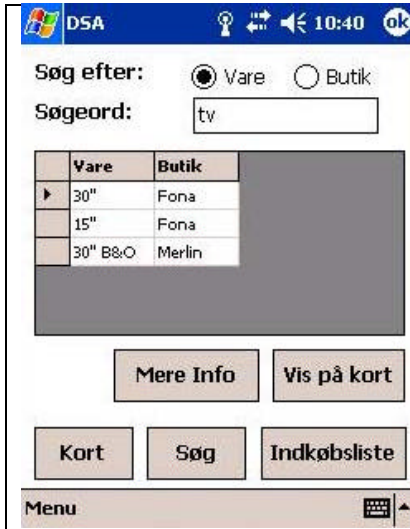 DSA 10:40 ok
Søg efter: Vare Butik
Søgeord: tv
Vare Butik
30" Fona
15" Fona
30" B&O Merlin
Mere Info Vis på kort
Kort Søg Indkøbsliste
Menu